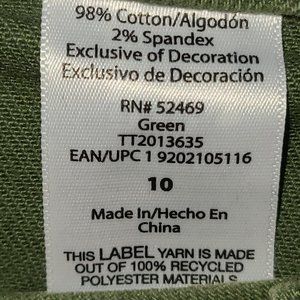 98% Cotton/Algodón
2% Spandex
Exclusive of Decoration
Exclusivo de Decoración
RN# 52469
Green
TT2013635
EAN/UPC 1 9202105116
10
Made In/Hecho En
China
THIS LABEL YARN IS MADE
OUT OF 100% RECYCLED
POLYESTER MATERIALS